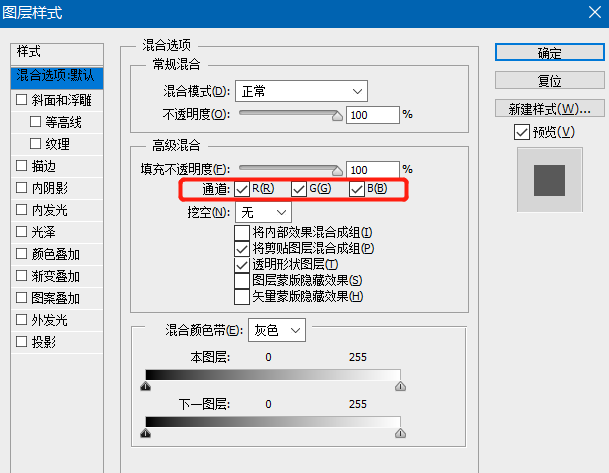 图层样式
样式
混合选项:默认
斜面和浮雕
等高线
纹理
描边
内阴影
内发光
光泽
颜色叠加
渐变叠加
图案叠加
外发光
投影
混合选项
常规混合
混合模式(D): 正常
不透明度(O): 100 %
高级混合
填充不透明度(F): 100 %
通道: R(R) G(G) B(B)
挖空(N): 无
将内部效果混合成组(I)
将剪贴图层混合成组(P)
透明形状图层(T)
图层蒙版隐藏效果(S)
矢量蒙版隐藏效果(H)
混合颜色带(E): 灰色
本图层: 0 255
下一图层: 0 255
确定
复位
新建样式(W)...
预览(V)